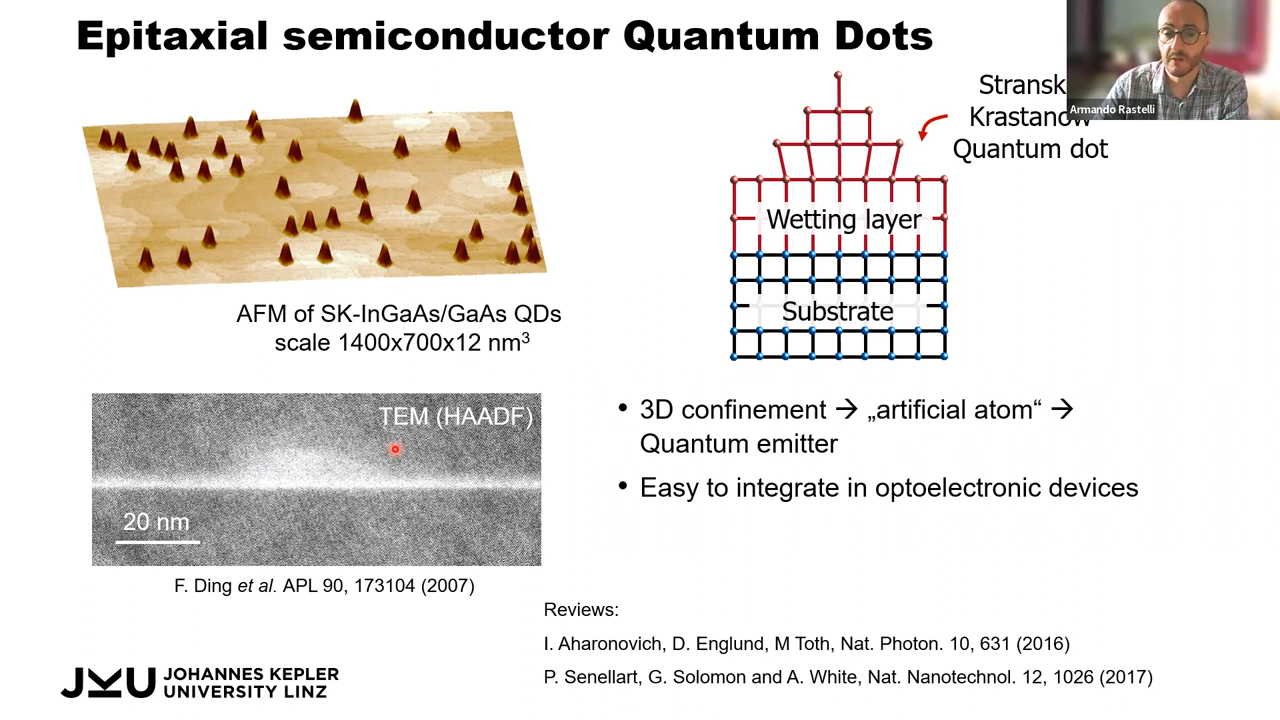 Epitaxial semiconductor Quantum Dots
Armando Rastelli
Stransk
Krastanow
Quantum dot
Wetting layer
Substrate
AFM of SK-InGaAs/GaAs QDs
scale 1400x700x12 nm³
TEM (HAADF)
20 nm
F. Ding et al. APL 90, 173104 (2007)
• 3D confinement → „artificial atom“ →
Quantum emitter
• Easy to integrate in optoelectronic devices
Reviews:
I. Aharonovich, D. Englund, M Toth, Nat. Photon. 10, 631 (2016)
P. Senellart, G. Solomon and A. White, Nat. Nanotechnol. 12, 1026 (2017)
JKU JOHANNES KEPLER
UNIVERSITY LINZ